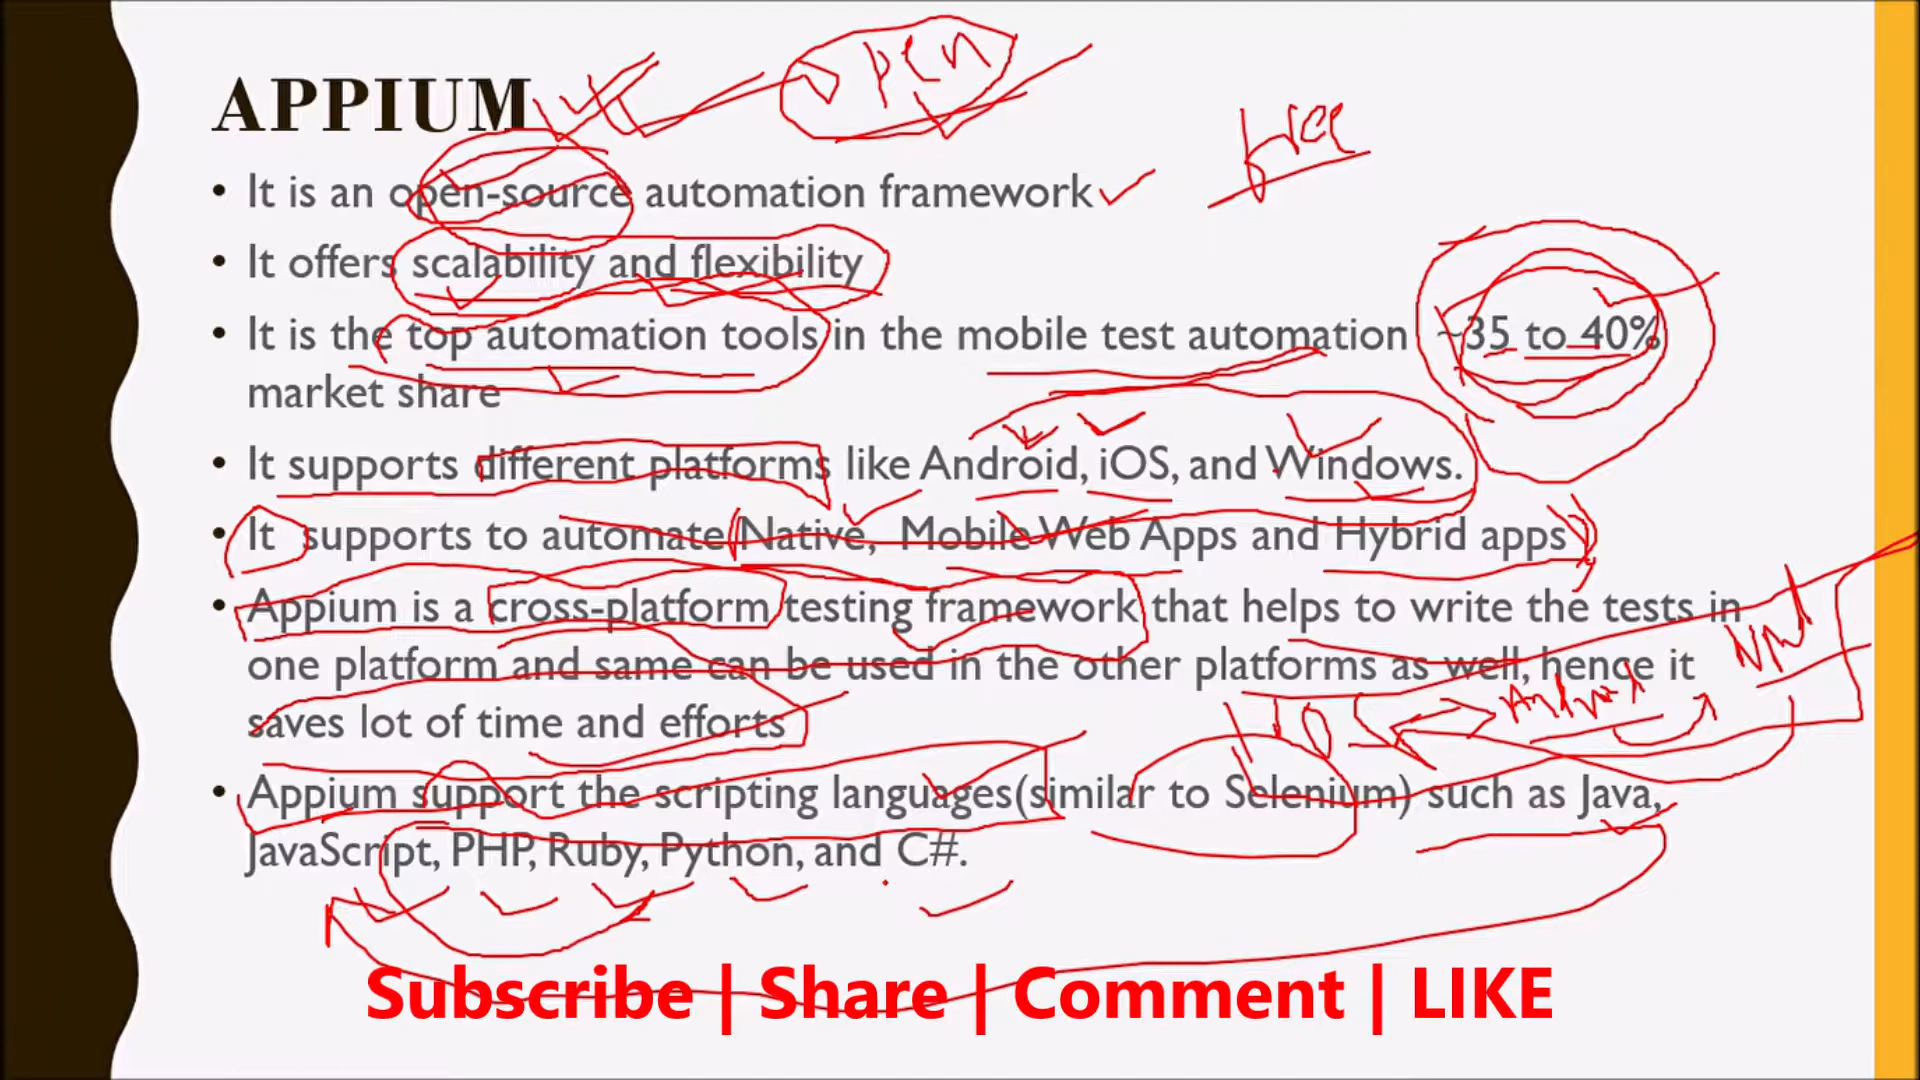 APPIUM
open
free
• It is an open-source automation framework
• It offers scalability and flexibility
• It is the top automation tools in the mobile test automation ~35 to 40%
market share
• It supports different platforms like Android, iOS, and Windows.
• It supports to automate Native, Mobile Web Apps and Hybrid apps
• Appium is a cross-platform testing framework that helps to write the tests in
one platform and same can be used in the other platforms as well, hence it
saves lot of time and efforts
IOS Android
• Appium support the scripting languages(similar to Selenium) such as Java,
JavaScript, PHP, Ruby, Python, and C#.
Subscribe | Share | Comment | LIKE